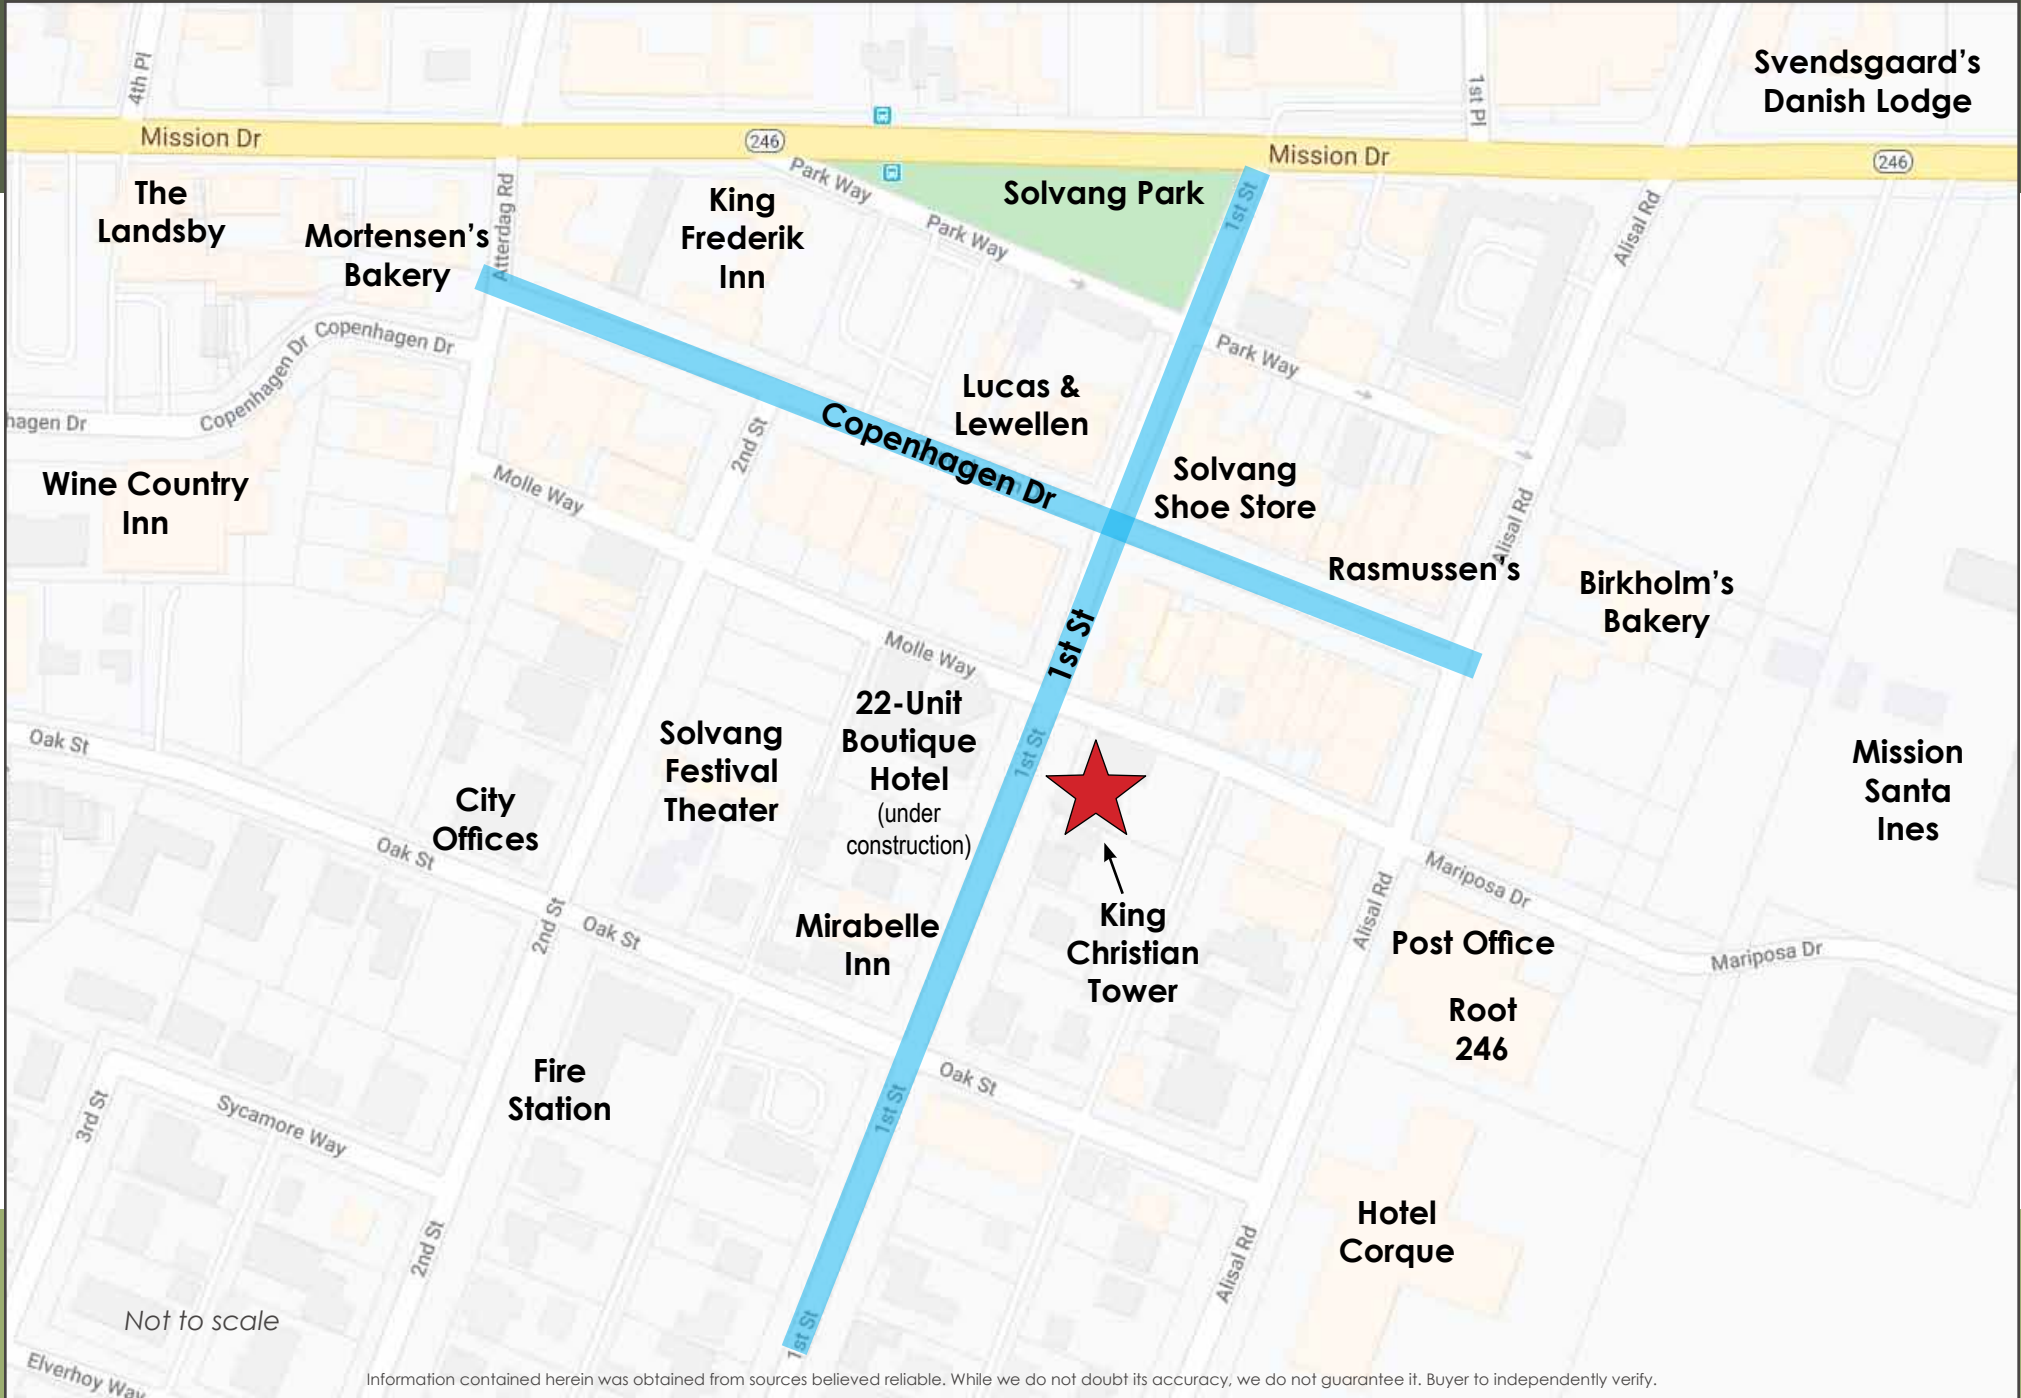 4th Pl
1st Pl
Svendsgaard's
Danish Lodge
Mission Dr
246
Mission Dr
246
The
Landsby
Mortensen's
Bakery
Atterdag Rd
King
Frederik
Inn
Park Way
Park Way
Solvang Park
1st St
Alisal Rd
Copenhagen Dr
Copenhagen Dr
hagen Dr
Park Way
Lucas &
Lewellen
Copenhagen Dr
2nd St
Molle Way
Wine Country
Inn
Solvang
Shoe Store
Alisal Rd
Rasmussen's
Birkholm's
Bakery
1st St
Molle Way
22-Unit
Boutique
Hotel
(under
construction)
1st St
Solvang
Festival
Theater
Oak St
City
Offices
Oak St
Mission
Santa
Ines
Mariposa Dr
Alisal Rd
King
Christian
Tower
Mirabelle
Inn
2nd St
Oak St
Post Office
Mariposa Dr
Root
246
Fire
Station
Oak St
1st St
3rd St
Sycamore Way
2nd St
Hotel
Corque
Alisal Rd
Not to scale
1st St
Elverhoy Way
Information contained herein was obtained from sources believed reliable. While we do not doubt its accuracy, we do not guarantee it. Buyer to independently verify.